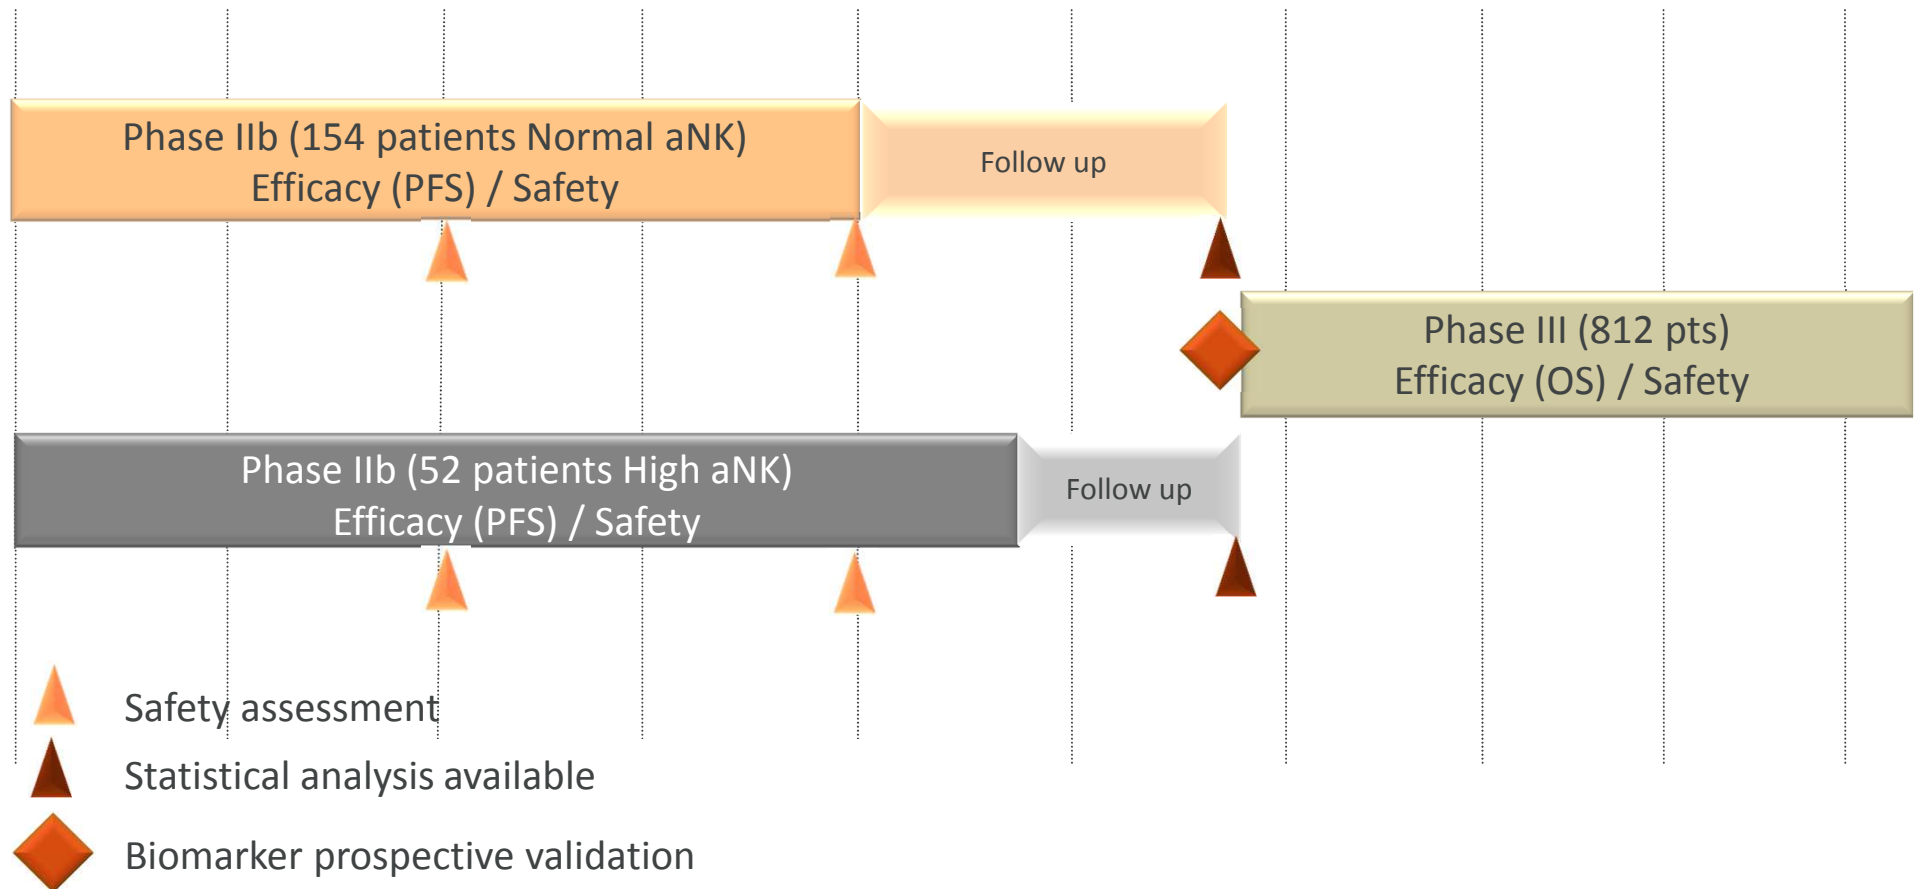 Phase IIb (154 patients Normal aNK)
Efficacy (PFS) / Safety
Follow up
Phase III (812 pts)
Efficacy (OS) / Safety
Phase IIb (52 patients High aNK)
Efficacy (PFS) / Safety
Follow up
Safety assessment
Statistical analysis available
Biomarker prospective validation